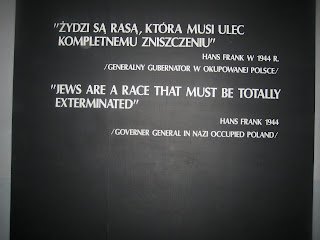 "ŻYDZI SĄ RASĄ, KTÓRA MUSI ULEC
KOMPLETNEMU ZNISZCZENIU"
HANS FRANK W 1944 R.
/GENERALNY GUBERNATOR W OKUPOWANEJ POLSCE/
"JEWS ARE A RACE THAT MUST BE TOTALLY
EXTERMINATED"
HANS FRANK 1944
/GOVERNER GENERAL IN NAZI OCCUPIED POLAND/